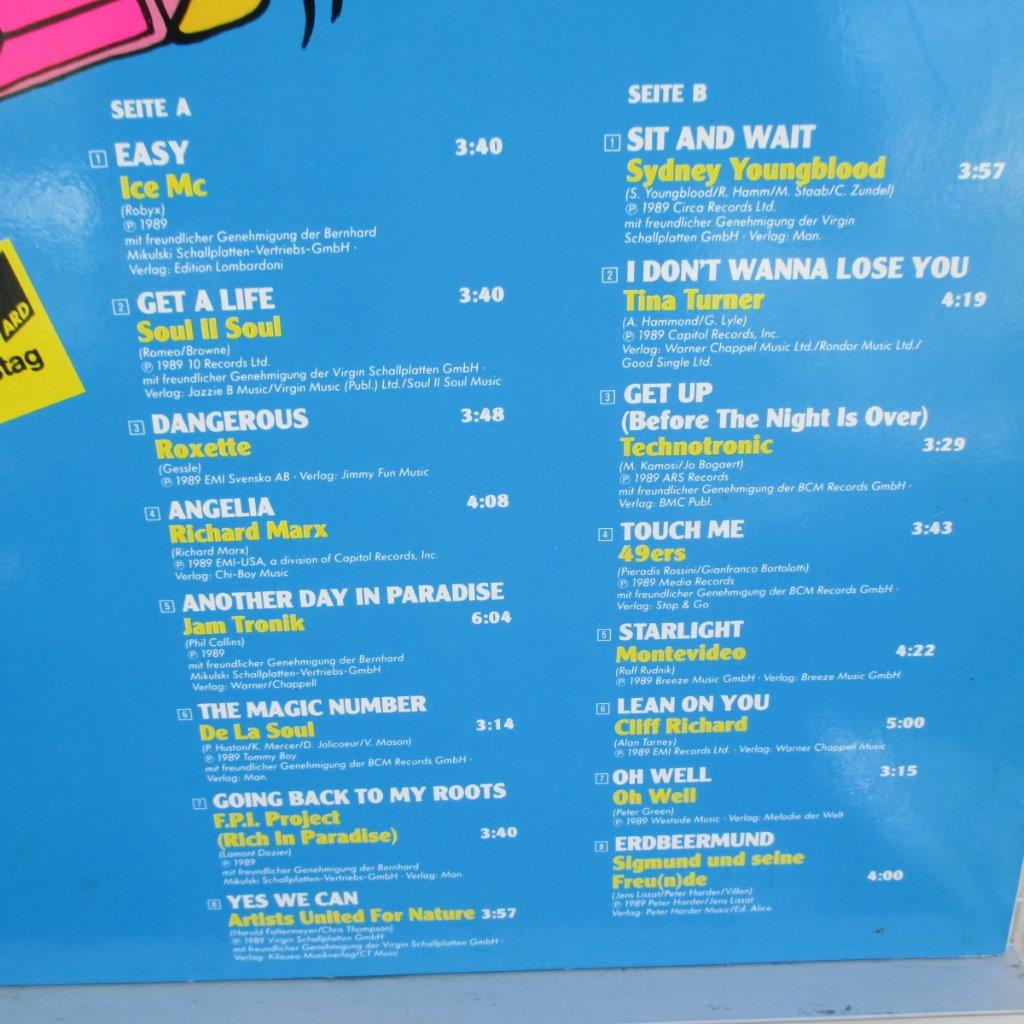 ARD
stag
SEITE A
1 EASY 3:40
Ice Mc
(Robyx)
℗ 1989
mit freundlicher Genehmigung der Bernhard
Mikulski Schallplatten-Vertriebs-GmbH ·
Verlag: Edition Lombardoni
2 GET A LIFE 3:40
Soul II Soul
(Romeo/Browne)
℗ 1989 10 Records Ltd.
mit freundlicher Genehmigung der Virgin Schallplatten GmbH ·
Verlag: Jazzie B Music/Virgin Music (Publ.) Ltd./Soul II Soul Music
3 DANGEROUS 3:48
Roxette
(Gessle)
℗ 1989 EMI Svenska AB · Verlag: Jimmy Fun Music
4 ANGELIA 4:08
Richard Marx
(Richard Marx)
℗ 1989 EMI-USA, a division of Capitol Records, Inc.
Verlag: Chi-Boy Music
5 ANOTHER DAY IN PARADISE
Jam Tronik 6:04
(Phil Collins)
℗ 1989
mit freundlicher Genehmigung der Bernhard
Mikulski Schallplatten-Vertriebs-GmbH
Verlag: Warner/Chappell
6 THE MAGIC NUMBER
De La Soul 3:14
(P. Huston/K. Mercer/D. Jolicoeur/V. Mason)
℗ 1989 Tommy Boy
mit freundlicher Genehmigung der BCM Records GmbH ·
Verlag: Man.
7 GOING BACK TO MY ROOTS
F.P.I. Project
(Rich In Paradise) 3:40
(Lamont Dozier)
℗ 1989
mit freundlicher Genehmigung der Bernhard
Mikulski Schallplatten-Vertriebs-GmbH · Verlag: Man.
8 YES WE CAN
Artists United For Nature 3:57
(Harold Faltermeyer/Chris Thompson)
℗ 1989 Virgin Schallplatten GmbH
mit freundlicher Genehmigung der Virgin Schallplatten GmbH ·
Verlag: Kilauea Musikverlag/CT Music
SEITE B
1 SIT AND WAIT
Sydney Youngblood 3:57
(S. Youngblood/R. Hamm/M. Staab/C. Zundel)
℗ 1989 Circa Records Ltd.
mit freundlicher Genehmigung der Virgin
Schallplatten GmbH · Verlag: Man.
2 I DON'T WANNA LOSE YOU
Tina Turner 4:19
(A. Hammond/G. Lyle)
℗ 1989 Capitol Records, Inc.
Verlag: Warner Chappel Music Ltd./Rondor Music Ltd./
Good Single Ltd.
3 GET UP
(Before The Night Is Over)
Technotronic 3:29
(M. Kamosi/Jo Bogaert)
℗ 1989 ARS Records
mit freundlicher Genehmigung der BCM Records GmbH ·
Verlag: BMC Publ.
4 TOUCH ME 3:43
49ers
(Pieradis Rossini/Gianfranco Bortolotti)
℗ 1989 Media Records
mit freundlicher Genehmigung der BCM Records GmbH ·
Verlag: Stop & Go
5 STARLIGHT
Montevideo 4:22
(Ralf Rudnik)
℗ 1989 Breeze Music GmbH · Verlag: Breeze Music GmbH
6 LEAN ON YOU
Cliff Richard 5:00
(Alan Tarney)
℗ 1989 EMI Records Ltd. · Verlag: Warner Chappell Music
7 OH WELL 3:15
Oh Well
(Peter Green)
℗ 1989 Westside Music · Verlag: Melodie der Welt
8 ERDBEERMUND
Sigmund und seine
Freu(n)de 4:00
(Jens Lissat/Peter Harder/Villon)
℗ 1989 Peter Harder/Jens Lissat
Verlag: Peter Harder Music/Ed. Alice